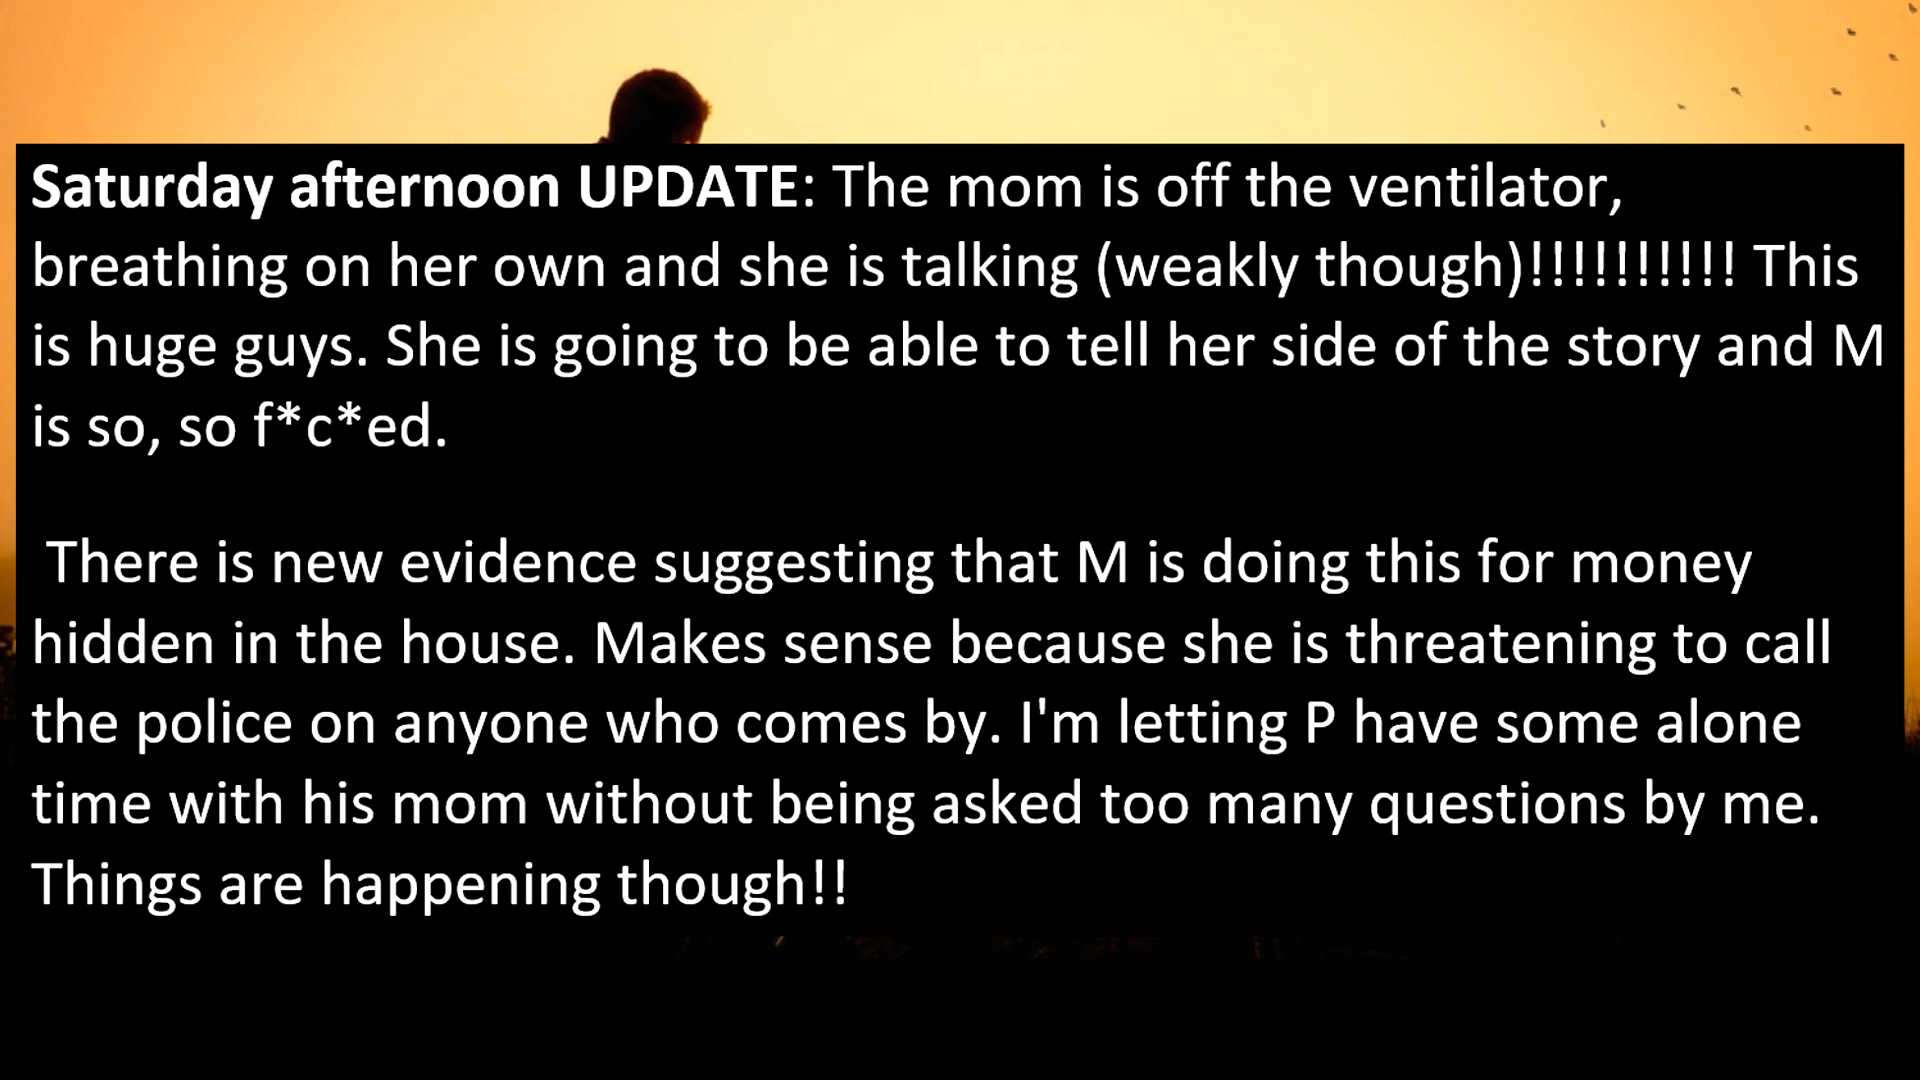 Saturday afternoon UPDATE: The mom is off the ventilator,
breathing on her own and she is talking (weakly though)!!!!!!!!!! This
is huge guys. She is going to be able to tell her side of the story and M
is so, so f*c*ed.
There is new evidence suggesting that M is doing this for money
hidden in the house. Makes sense because she is threatening to call
the police on anyone who comes by. I'm letting P have some alone
time with his mom without being asked too many questions by me.
Things are happening though!!